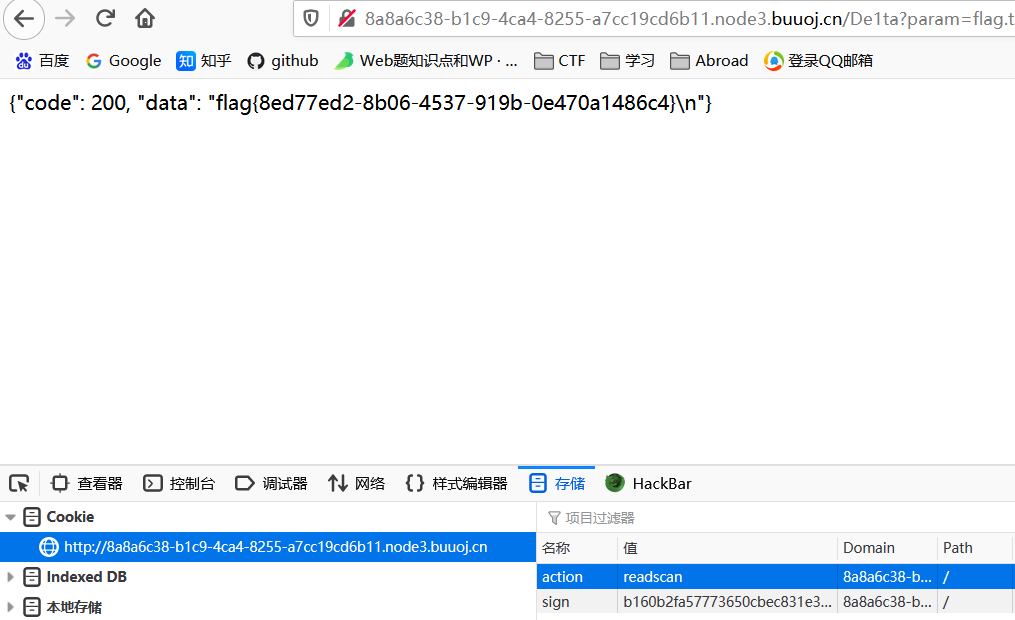 8a8a6c38-b1c9-4ca4-8255-a7cc19cd6b11.node3.buuoj.cn/De1ta?param=flag.t
百度 Google 知 知乎 github Web题知识点和WP · ... CTF 学习 Abroad 登录QQ邮箱
{"code": 200, "data": "flag{8ed77ed2-8b06-4537-919b-0e470a1486c4}\n"}
查看器 控制台 调试器 网络 {} 样式编辑器 存储 HackBar
Cookie 项目过滤器
http://8a8a6c38-b1c9-4ca4-8255-a7cc19cd6b11.node3.buuoj.cn 名称 值 Domain Path
Indexed DB action readscan 8a8a6c38-b... /
本地存储 sign b160b2fa57773650cbec831e3... 8a8a6c38-b... /